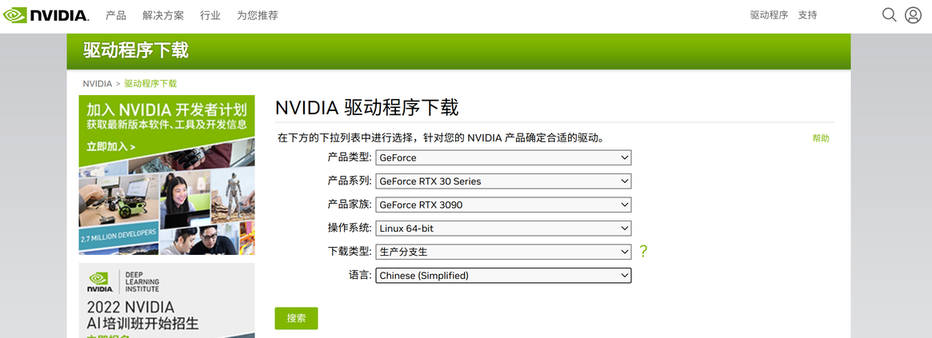 NVIDIA.
产品 解决方案 行业 为您推荐
驱动程序 支持
驱动程序下载
NVIDIA > 驱动程序下载
加入 NVIDIA 开发者计划
获取最新版本软件、工具及开发信息
立即加入 >
2.7 MILLION DEVELOPERS
NVIDIA.
DEEP
LEARNING
INSTITUTE
2022 NVIDIA
AI培训班开始招生
NVIDIA 驱动程序下载
在下方的下拉列表中进行选择，针对您的 NVIDIA 产品确定合适的驱动。
帮助
产品类型: GeForce
产品系列: GeForce RTX 30 Series
产品家族: GeForce RTX 3090
操作系统: Linux 64-bit
下载类型: 生产分支生 ?
语言: Chinese (Simplified)
搜索